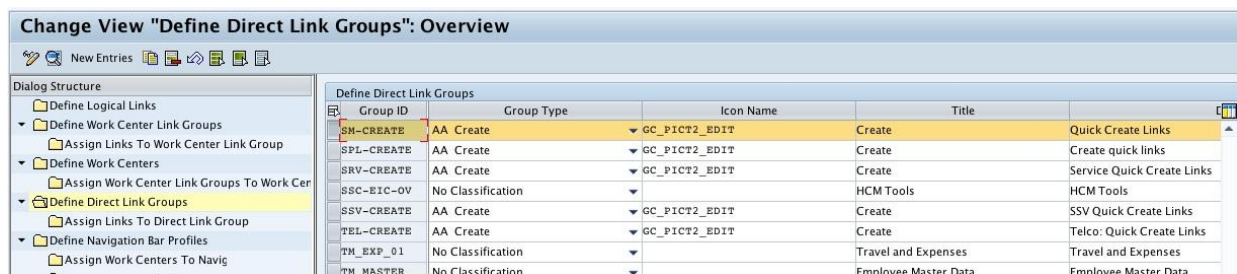 Change View "Define Direct Link Groups": Overview
New Entries
Dialog Structure
Define Logical Links
Define Work Center Link Groups
Assign Links To Work Center Link Group
Define Work Centers
Assign Work Center Link Groups To Work Cen
Define Direct Link Groups
Assign Links To Direct Link Group
Define Navigation Bar Profiles
Assign Work Centers To Navig
Define Direct Link Groups
Group ID Group Type Icon Name Title
SM-CREATE AA Create GC_PICT2_EDIT Create Quick Create Links
SPL-CREATE AA Create GC_PICT2_EDIT Create Create quick links
SRV-CREATE AA Create GC_PICT2_EDIT Create Service Quick Create Links
SSC-EIC-OV No Classification HCM Tools HCM Tools
SSV-CREATE AA Create GC_PICT2_EDIT Create SSV Quick Create Links
TEL-CREATE AA Create GC_PICT2_EDIT Create Telco: Quick Create Links
TM_EXP_01 No Classification Travel and Expenses Travel and Expenses
TM_MASTER No Classification Employee Master Data Employee Master Data